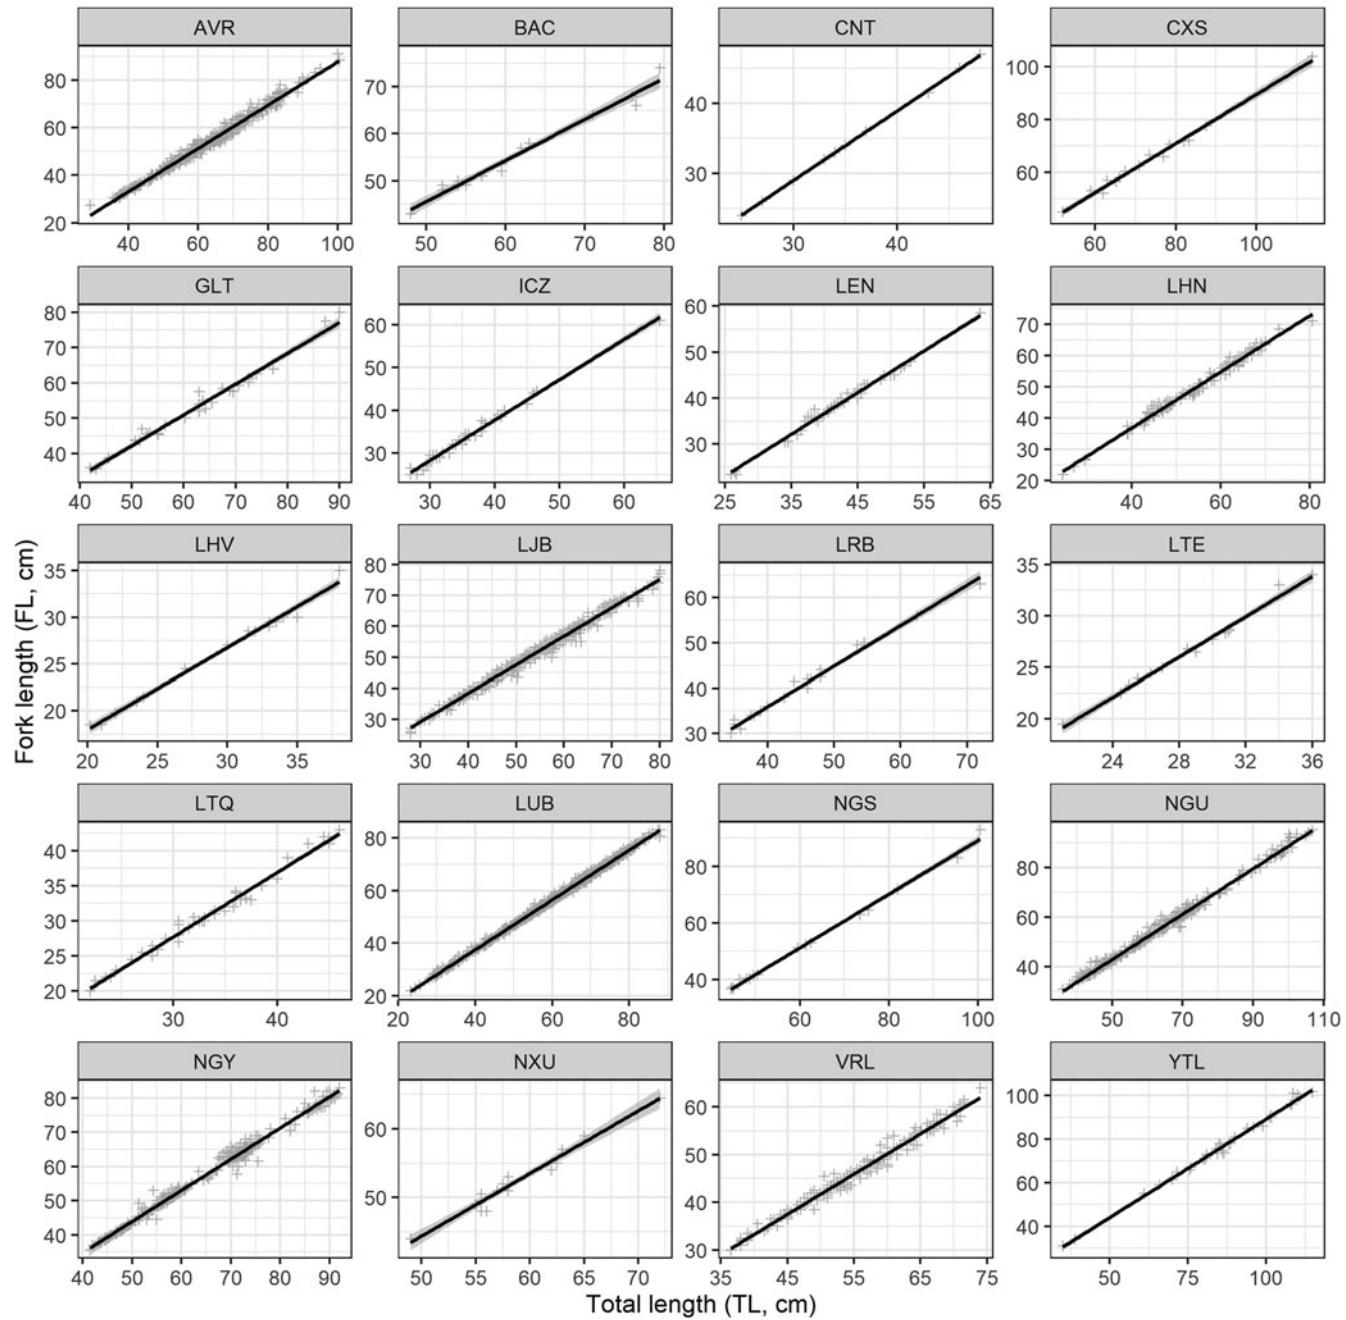 AVR BAC CNT CXS
80 60 40 20
70 60 50
40 30
100 80 60
40 60 80 100
50 60 70 80
30 40
60 80 100
GLT ICZ LEN LHN
80 70 60 50 40
60 50 40 30
60 50 40 30
70 60 50 40 30 20
40 50 60 70 80 90
30 40 50 60
25 35 45 55 65
40 60 80
LHV LJB LRB LTE
35 30 25 20
80 70 60 50 40 30
60 50 40 30
35 30 25 20
20 25 30 35
30 40 50 60 70 80
40 50 60 70
24 28 32 36
Fork length (FL, cm)
LTQ LUB NGS NGU
40 35 30 25 20
80 60 40 20
80 60 40
80 60 40
30 40
20 40 60 80
60 80 100
50 70 90 110
NGY NXU VRL YTL
80 70 60 50 40
60 50
60 50 40 30
100 80 60 40
40 50 60 70 80 90
50 55 60 65 70
35 45 55 65 75
50 75 100
Total length (TL, cm)